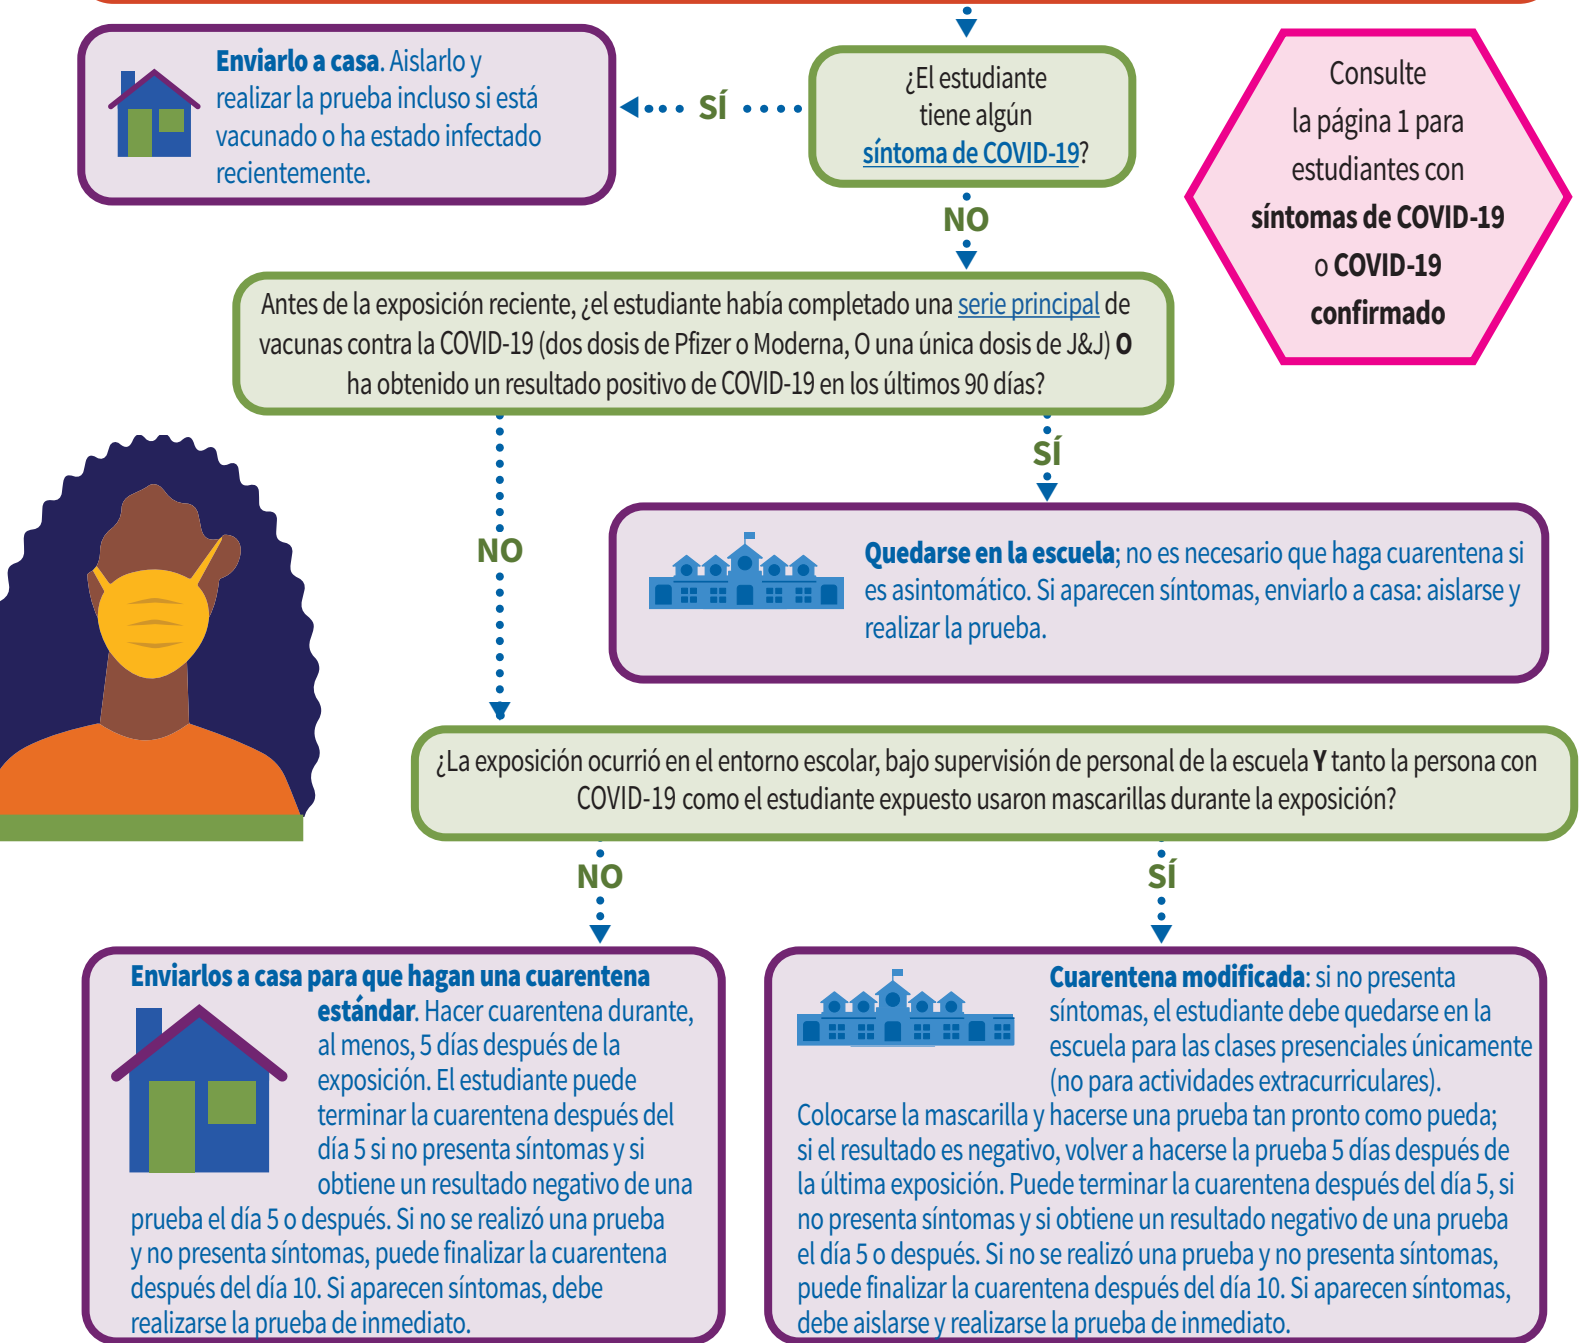 Enviarlo a casa. Aislarlo y
realizar la prueba incluso si está
vacunado o ha estado infectado
recientemente.
SÍ
¿El estudiante
tiene algún
síntoma de COVID-19?
Consulte
la página 1 para
estudiantes con
síntomas de COVID-19
o COVID-19
confirmado
NO
Antes de la exposición reciente, ¿el estudiante había completado una serie principal de
vacunas contra la COVID-19 (dos dosis de Pfizer o Moderna, O una única dosis de J&J) O
ha obtenido un resultado positivo de COVID-19 en los últimos 90 días?
SÍ
Quedarse en la escuela; no es necesario que haga cuarentena si
es asintomático. Si aparecen síntomas, enviarlo a casa: aislarse y
realizar la prueba.
NO
¿La exposición ocurrió en el entorno escolar, bajo supervisión de personal de la escuela Y tanto la persona con
COVID-19 como el estudiante expuesto usaron mascarillas durante la exposición?
NO
SÍ
Enviarlos a casa para que hagan una cuarentena
estándar. Hacer cuarentena durante,
al menos, 5 días después de la
exposición. El estudiante puede
terminar la cuarentena después del
día 5 si no presenta síntomas y si
obtiene un resultado negativo de una
prueba el día 5 o después. Si no se realizó una prueba
y no presenta síntomas, puede finalizar la cuarentena
después del día 10. Si aparecen síntomas, debe
realizarse la prueba de inmediato.
Cuarentena modificada: si no presenta
síntomas, el estudiante debe quedarse en la
escuela para las clases presenciales únicamente
(no para actividades extracurriculares).
Colocarse la mascarilla y hacerse una prueba tan pronto como pueda;
si el resultado es negativo, volver a hacerse la prueba 5 días después de
la última exposición. Puede terminar la cuarentena después del día 5, si
no presenta síntomas y si obtiene un resultado negativo de una prueba
el día 5 o después. Si no se realizó una prueba y no presenta síntomas,
puede finalizar la cuarentena después del día 10. Si aparecen síntomas,
debe aislarse y realizarse la prueba de inmediato.